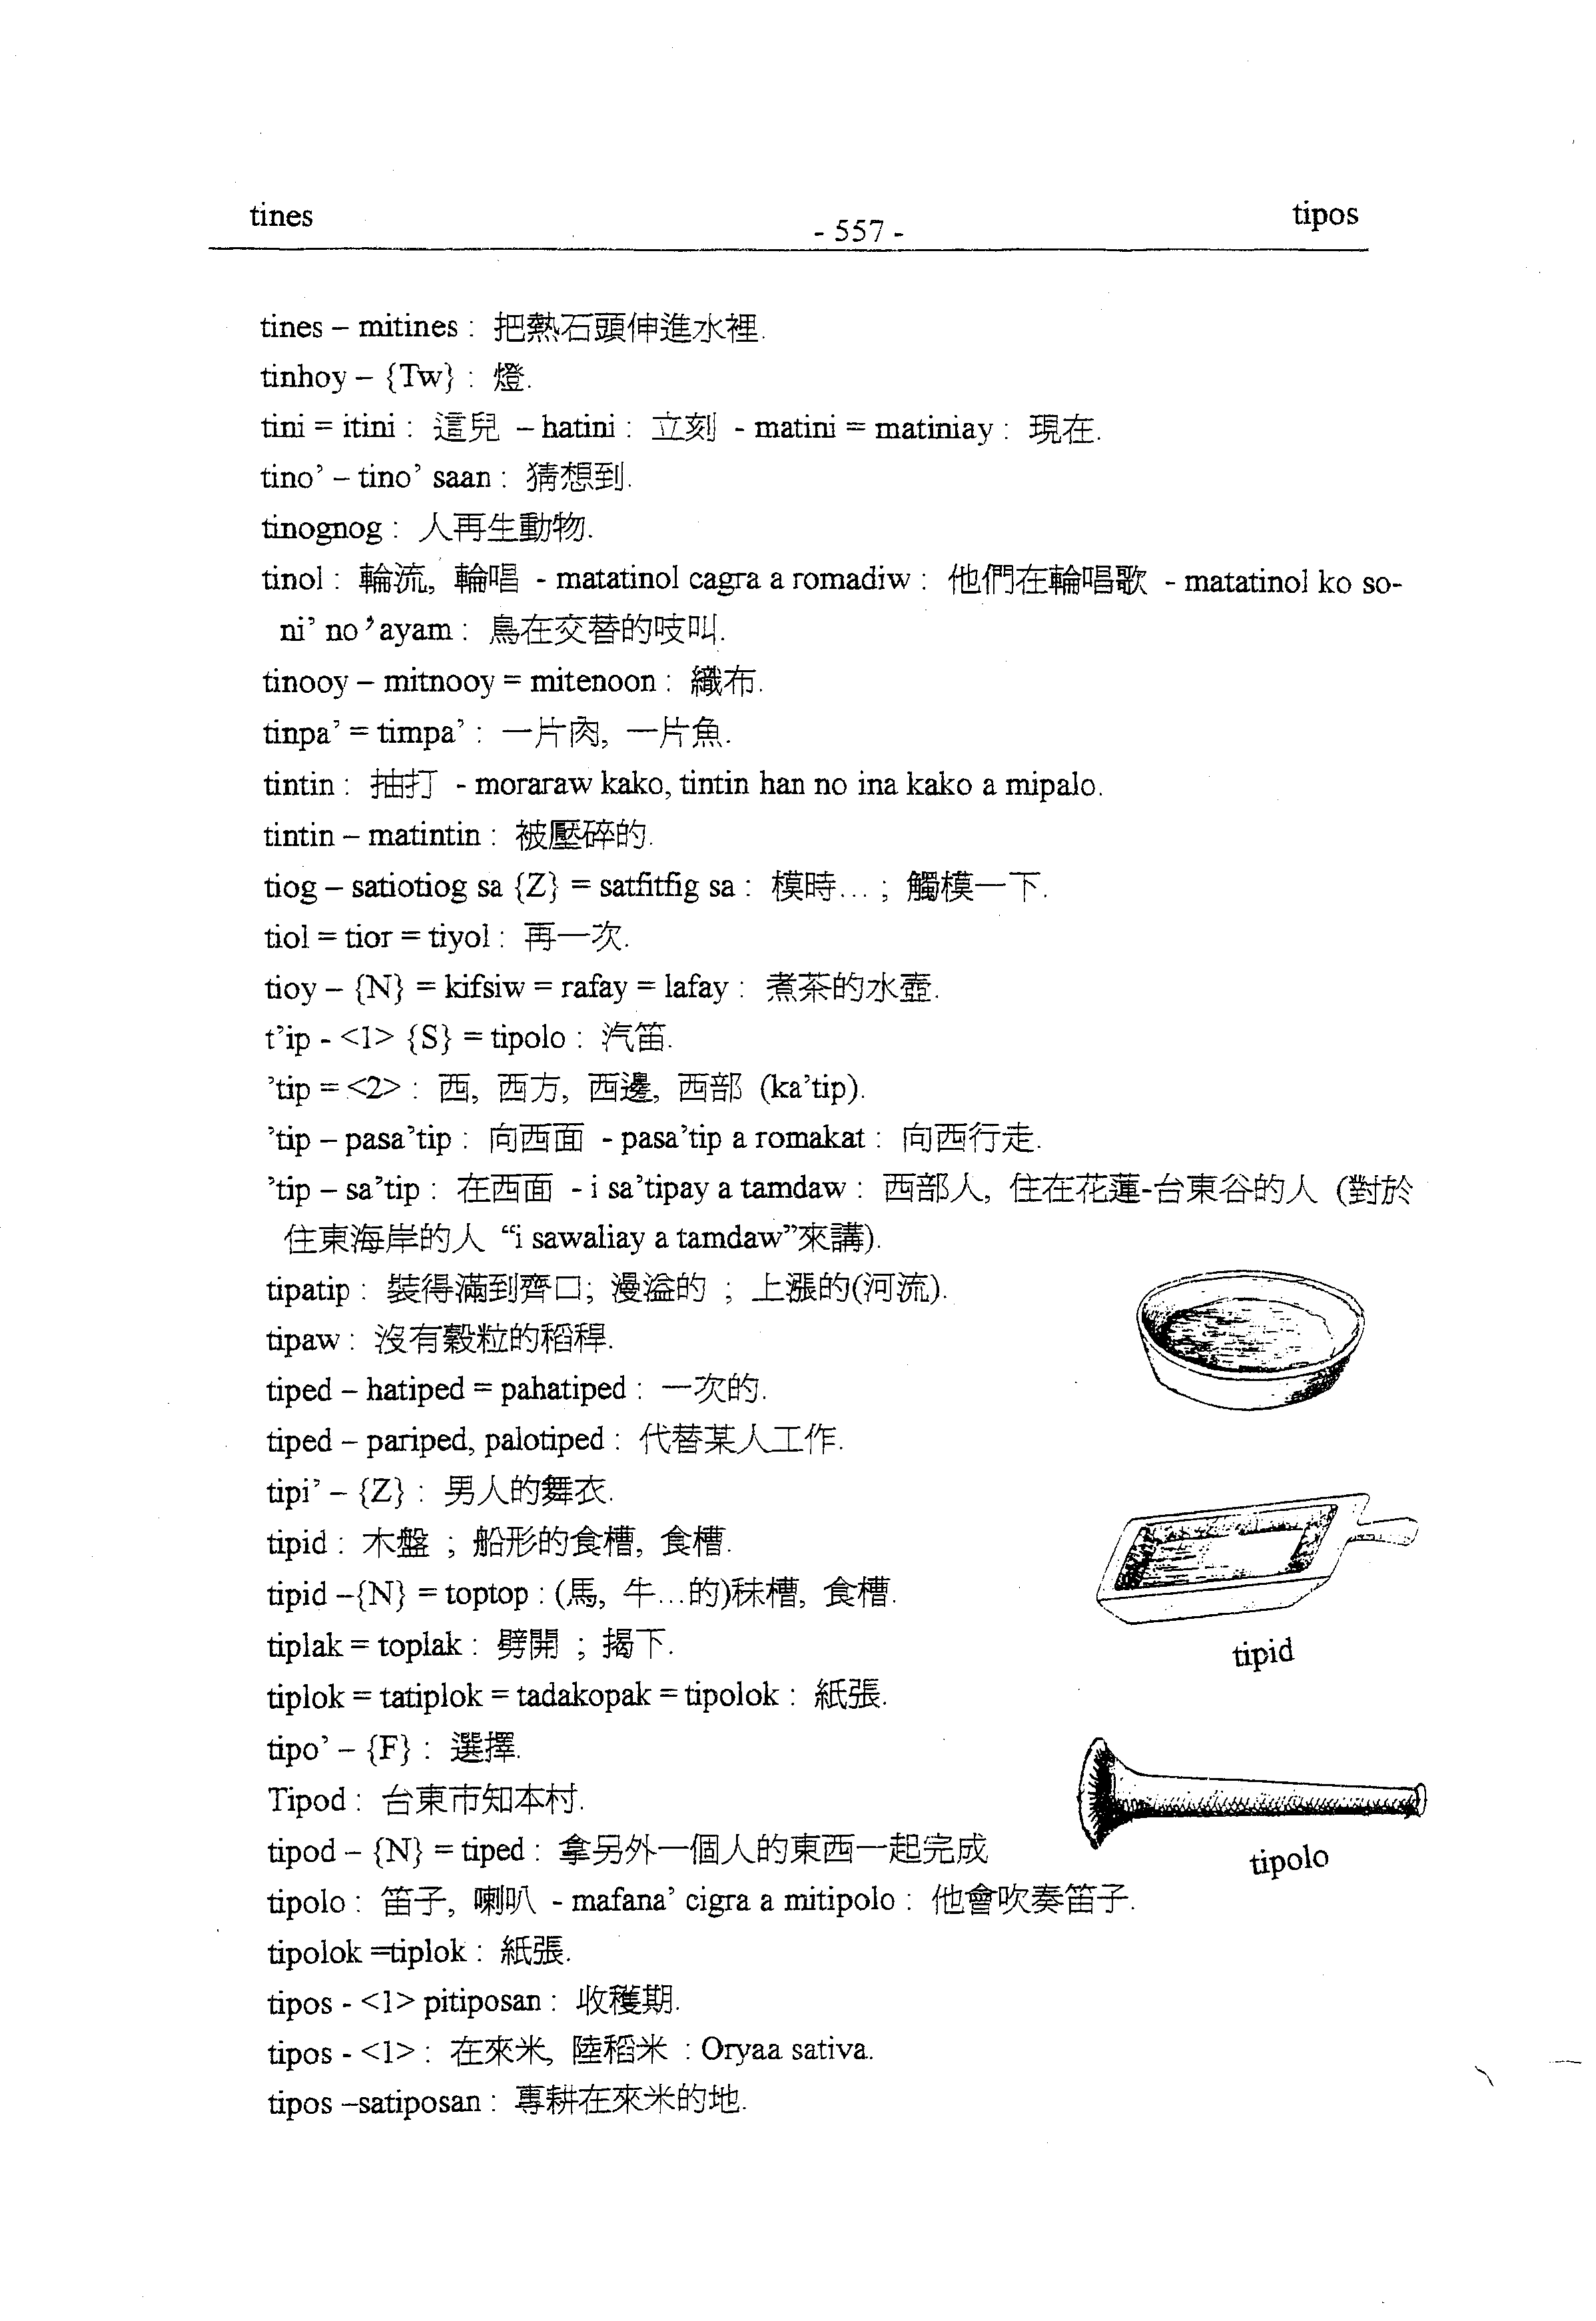 tines
- 557 -
tipos
tines – mitines : 把熱石頭伸進水裡.
tinhoy – {Tw} : 燈.
tini = itini : 這兒 – hatini : 立刻 - matini = matiniay : 現在.
tino’ – tino’ saan : 猜想到.
tinognog : 人再生動物.
tinol : 輪流, 輪唱 - matatinol cagra a romadiw : 他們在輪唱歌 - matatinol ko so-
ni’ no ’ayam : 鳥在交替的吱叫.
tinooy – mitnooy = mitenoon : 織布.
tinpa’ = timpa’ : 一片肉, 一片魚.
tintin : 抽打 - moraraw kako, tintin han no ina kako a mipalo.
tintin – matintin : 被壓碎的.
tiog – satiotiog sa {Z} = satfitfig sa : 模時... ; 觸模一下.
tiol = tior = tiyol : 再一次.
tioy – {N} = kifsiw = rafay = lafay : 煮茶的水壺.
t’ip - <1> {S} = tipolo : 汽笛.
’tip = <2> : 西, 西方, 西邊, 西部 (ka’tip).
’tip – pasa’tip : 向西面 - pasa’tip a romakat : 向西行走.
’tip – sa’tip : 在西面 - i sa’tipay a tamdaw : 西部人, 住在花蓮-台東谷的人 (對於
住東海岸的人 “i sawaliay a tamdaw”來講).
tipatip : 裝得滿到齊口; 漫溢的 ; 上漲的(河流).
tipaw : 沒有穀粒的稻稈.
tiped – hatiped = pahatiped : 一次的.
tiped – pariped, palotiped : 代替某人工作.
tipi’ – {Z} : 男人的舞衣.
tipid : 木盤 ; 船形的食槽, 食槽.
tipid –{N} = toptop : (馬, 牛...的)秣槽, 食槽.
tiplak = toplak : 劈開 ; 揭下.
tipid
tiplok = tatiplok = tadakopak = tipolok : 紙張.
tipo’ – {F} : 選擇.
Tipod : 台東市知本村.
tipod – {N} = tiped : 拿另外一個人的東西一起完成
tipolo
tipolo : 笛子, 喇叭 - mafana’ cigra a mitipolo : 他會吹奏笛子.
tipolok =tiplok : 紙張.
tipos - <1> pitiposan : 收穫期.
tipos - <1> : 在來米, 陸稻米 : Oryaa sativa.
tipos –satiposan : 專耕在來米的地.